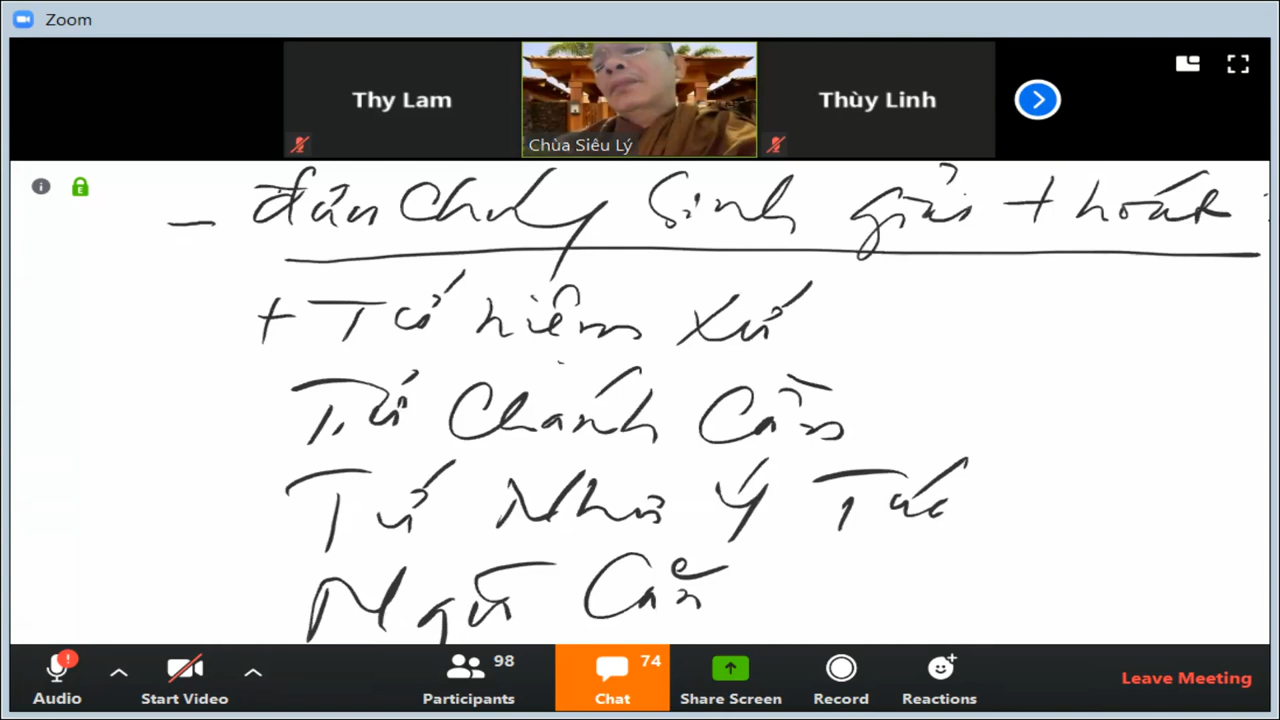 Zoom
Thy Lam
Chùa Siêu Lý
Thùy Linh
– đưa chúng sinh giải thoát
+ Tứ niệm xứ
Tứ Chánh Cần
Tứ Như Ý Túc
Ngũ Căn
Audio
Start Video
98
Participants
74
Chat
Share Screen
Record
Reactions
Leave Meeting